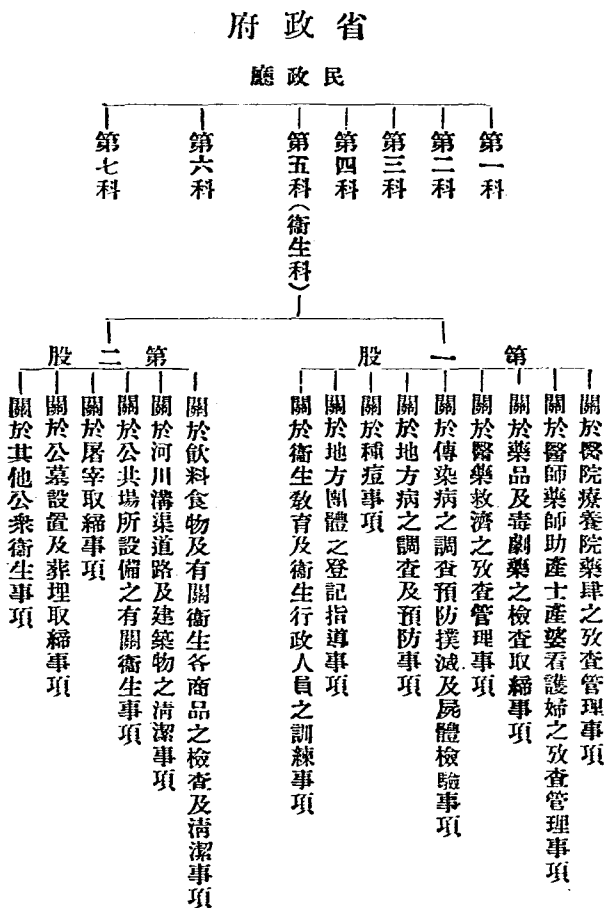 省政府
民政廳
第一科
第二科
第三科
第四科
第五科（衞生科）
第六科
第七科
第一股
關於醫院療養院藥肆之攷查管理事項
關於醫師藥師助產士產婆看護婦之攷查管理事項
關於藥品及毒劇藥之檢查取締事項
關於醫藥救濟之攷查管理事項
關於傳染病之調查預防撲滅及屍體檢驗事項
關於地方病之調查及預防事項
關於種痘事項
關於地方團體之登記指導事項
關於衞生敎育及衞生行政人員之訓練事項
第二股
關於飲料食物及有關衞生各商品之檢查及清潔事項
關於河川溝渠道路及建築物之清潔事項
關於公共場所設備之有關衞生事項
關於屠宰取締事項
關於公墓設置及葬埋取締事項
關於其他公衆衞生事項